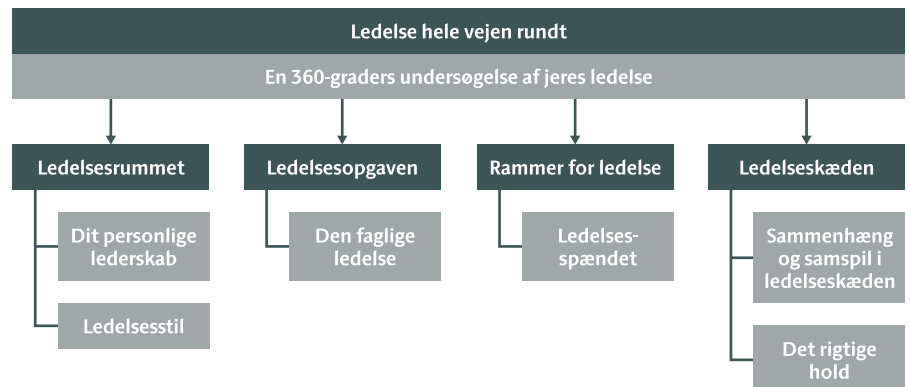 Ledelse hele vejen rundt
En 360-graders undersøgelse af jeres ledelse
Ledelsesrummet
Dit personlige
lederskab
Ledelsesstil
Ledelsesopgaven
Den faglige
ledelse
Rammer for ledelse
Ledelses-
spændet
Ledelseskæden
Sammenhæng
og samspil i
ledelseskæden
Det rigtige
hold